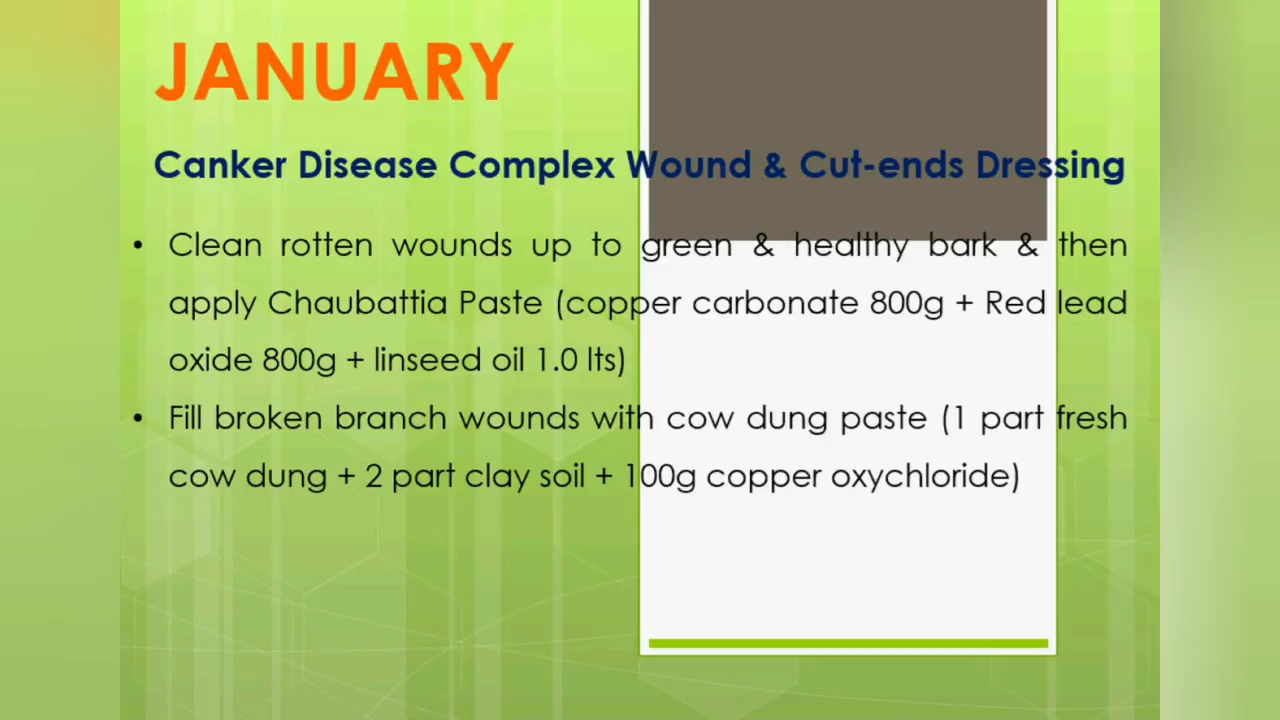 JANUARY
Canker Disease Complex Wound & Cut-ends Dressing
• Clean rotten wounds up to green & healthy bark & then
apply Chaubattia Paste (copper carbonate 800g + Red lead
oxide 800g + linseed oil 1.0 lts)
• Fill broken branch wounds with cow dung paste (1 part fresh
cow dung + 2 part clay soil + 100g copper oxychloride)